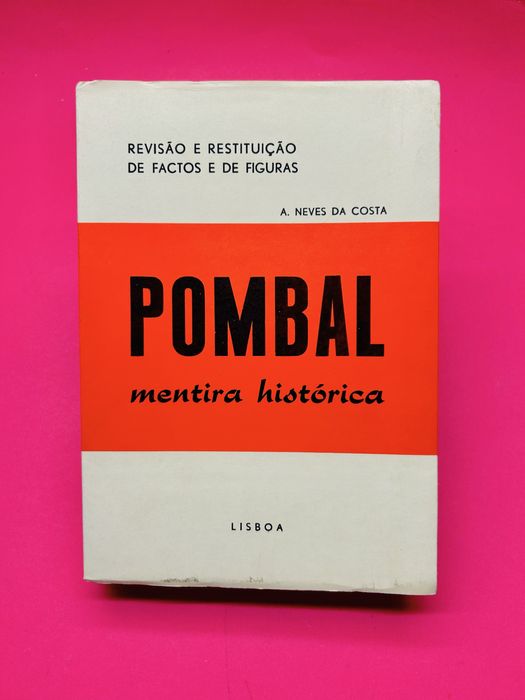 REVISÃO E RESTITUIÇÃO
DE FACTOS E DE FIGURAS
A. NEVES DA COSTA
POMBAL
mentira histórica
LISBOA